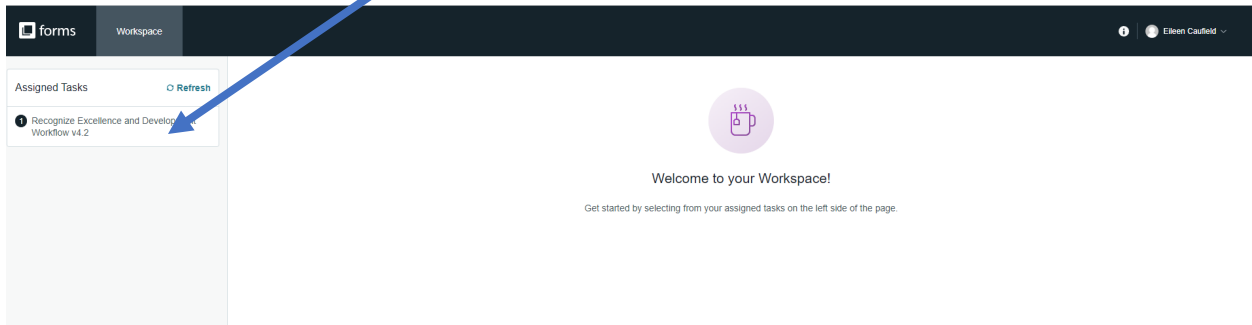 forms
Workspace
Eileen Caufield
Assigned Tasks
Refresh
1 Recognize Excellence and
Workflow v4.2
Welcome to your Workspace!
Get started by selecting from your assigned tasks on the left side of the page.